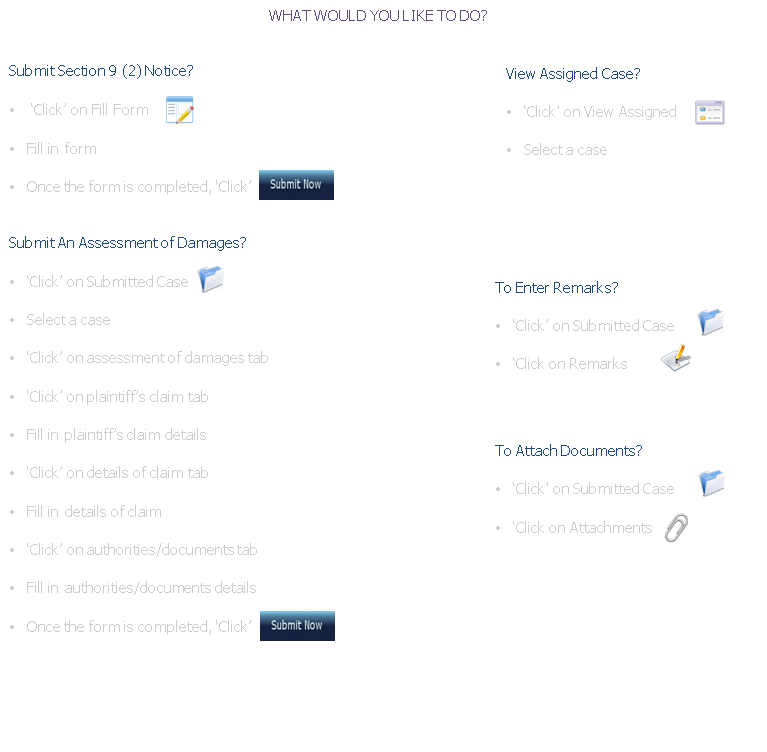 WHAT WOULD YOU LIKE TO DO?
Submit Section 9 (2) Notice?
• 'Click' on Fill Form
• Fill in form
• Once the form is completed, 'Click' Submit Now
Submit An Assessment of Damages?
• 'Click' on Submitted Case
• Select a case
• 'Click' on assessment of damages tab
• 'Click' on plaintiff's claim tab
• Fill in plaintiff's claim details
• 'Click' on details of claim tab
• Fill in details of claim
• 'Click' on authorities/documents tab
• Fill in authorities/documents details
• Once the form is completed, 'Click' Submit Now
View Assigned Case?
• 'Click' on View Assigned
• Select a case
To Enter Remarks?
• 'Click' on Submitted Case
• 'Click on Remarks
To Attach Documents?
• 'Click' on Submitted Case
• 'Click on Attachments